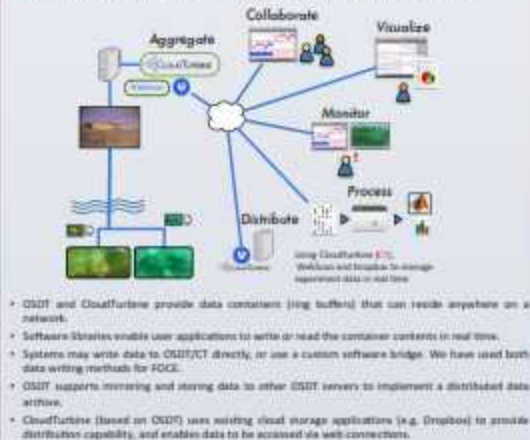 Collaborate
Aggregate
Visualize
CloudTurbine
WebScan
Monitor
Process
Distribute
CloudTurbine
Using CloudTurbine (CT),
WebScan and Dropbox to manage
experiment data in real time
• OSDT and CloudTurbine provide data containers (ring buffers) that can reside anywhere on a
network.
• Software libraries enable user applications to write or read the container contents in real time.
• Systems may write data to OSDT/CT directly, or use a custom software bridge. We have used both
data writing methods for FOCE.
• OSDT supports mirroring and storing data to other OSDT servers to implement a distributed data
archive.
• CloudTurbine (based on OSDT) uses existing cloud storage applications (e.g. Dropbox) to provide
distribution capability, and enables data to be accessed via web connections.